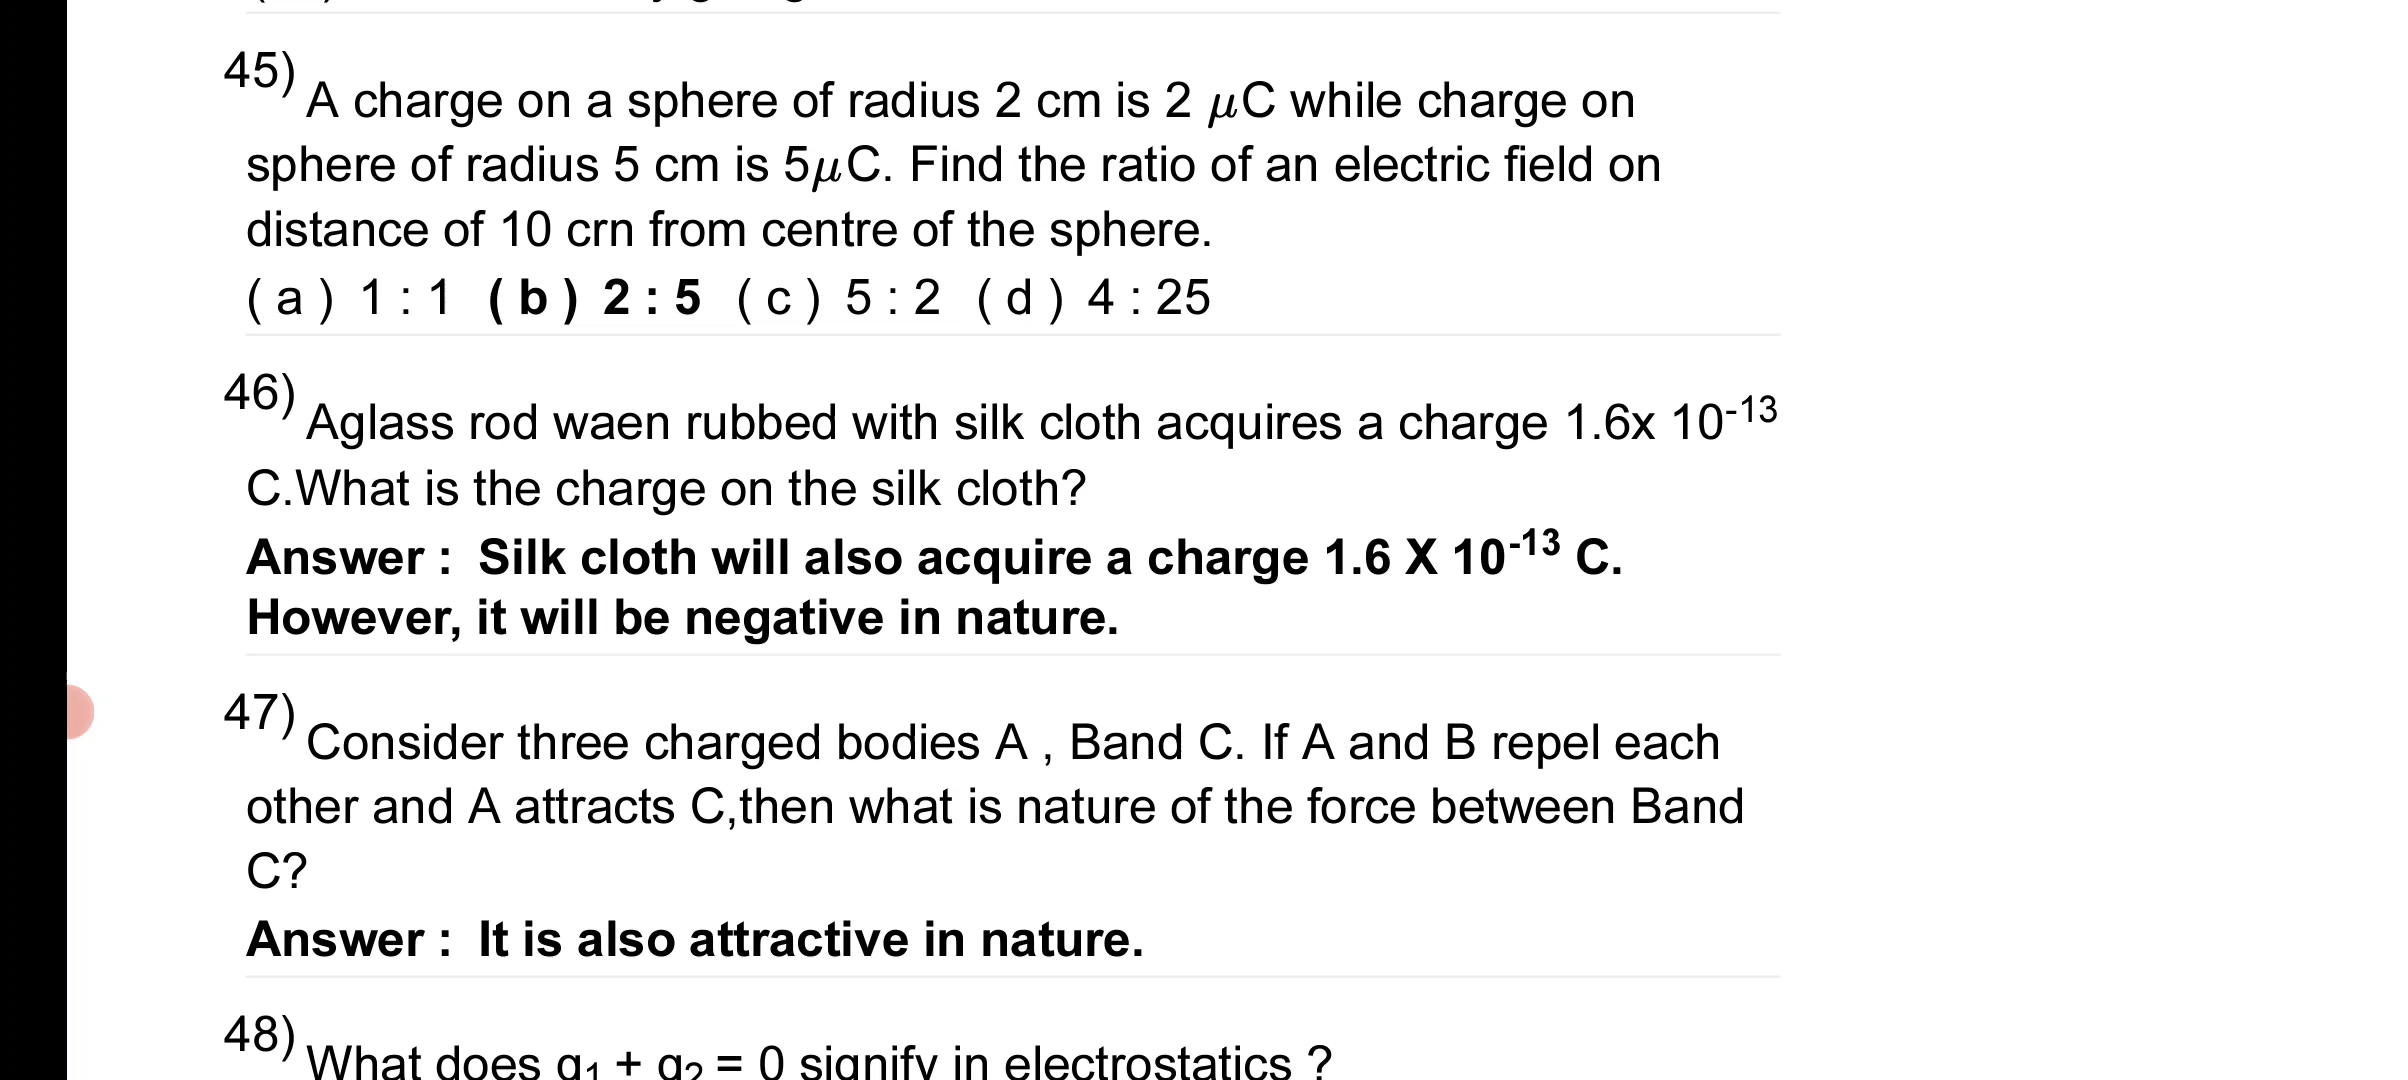 45)
A charge on a sphere of radius 2 cm is 2 μC while charge on
sphere of radius 5 cm is 5μC. Find the ratio of an electric field on
distance of 10 crn from centre of the sphere.
(a) 1:1 (b) 2:5 (c) 5:2 (d) 4:25
46)
Aglass rod waen rubbed with silk cloth acquires a charge 1.6x 10⁻¹³
C.What is the charge on the silk cloth?
Answer : Silk cloth will also acquire a charge 1.6 X 10⁻¹³ C.
However, it will be negative in nature.
47)
Consider three charged bodies A , Band C. If A and B repel each
other and A attracts C,then what is nature of the force between Band
C?
Answer : It is also attractive in nature.
48)
What does q₁ + q₂ = 0 signify in electrostatics ?